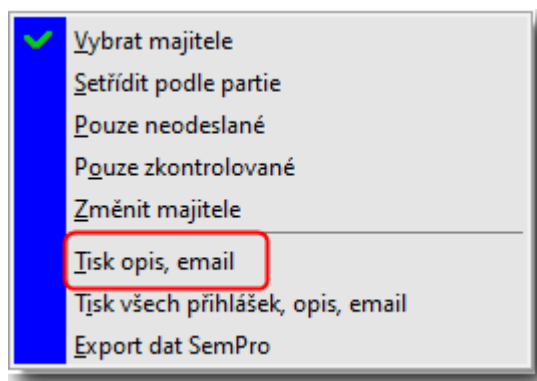 Vybrat majitele
Setřídit podle partie
Pouze neodeslané
Pouze zkontrolované
Změnit majitele
Tisk opis, email
Tisk všech přihlášek, opis, email
Export dat SemPro